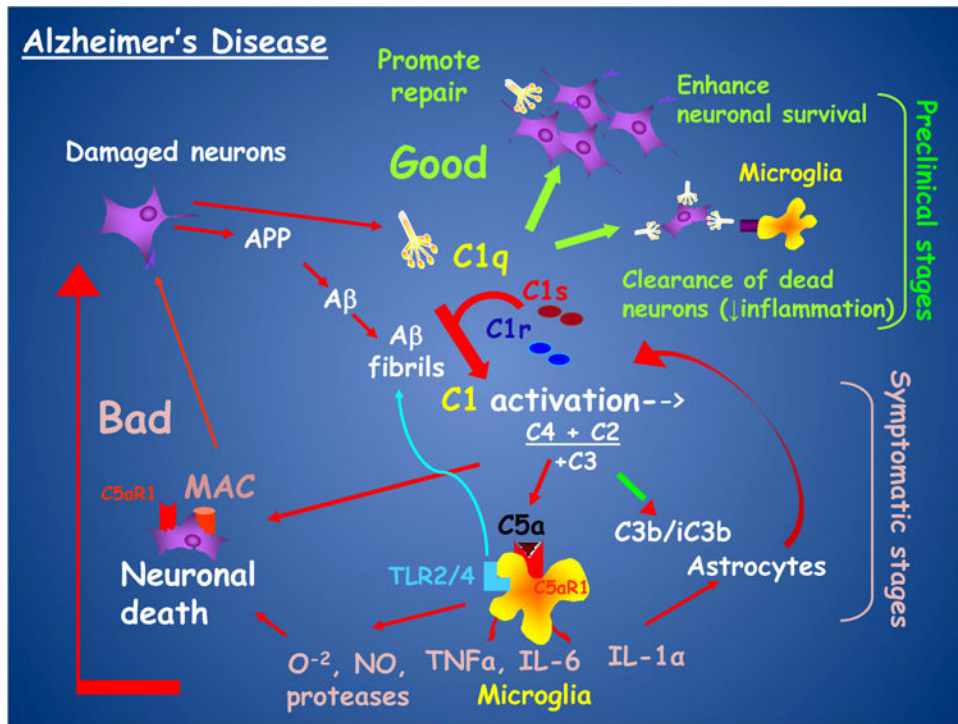 Alzheimer's Disease
Promote
repair
Enhance
neuronal survival
Preclinical stages
Damaged neurons
Good
Microglia
APP
C1q
Clearance of dead
neurons (↓inflammation)
Aβ
C1s
C1r
Aβ
fibrils
C1 activation-->
Symptomatic stages
Bad
C4 + C2
+C3
C5aR1
MAC
C5a
C3b/iC3b
Neuronal
death
TLR2/4
C5aR1
Astrocytes
O⁻², NO,
proteases
TNFa, IL-6
IL-1α
Microglia